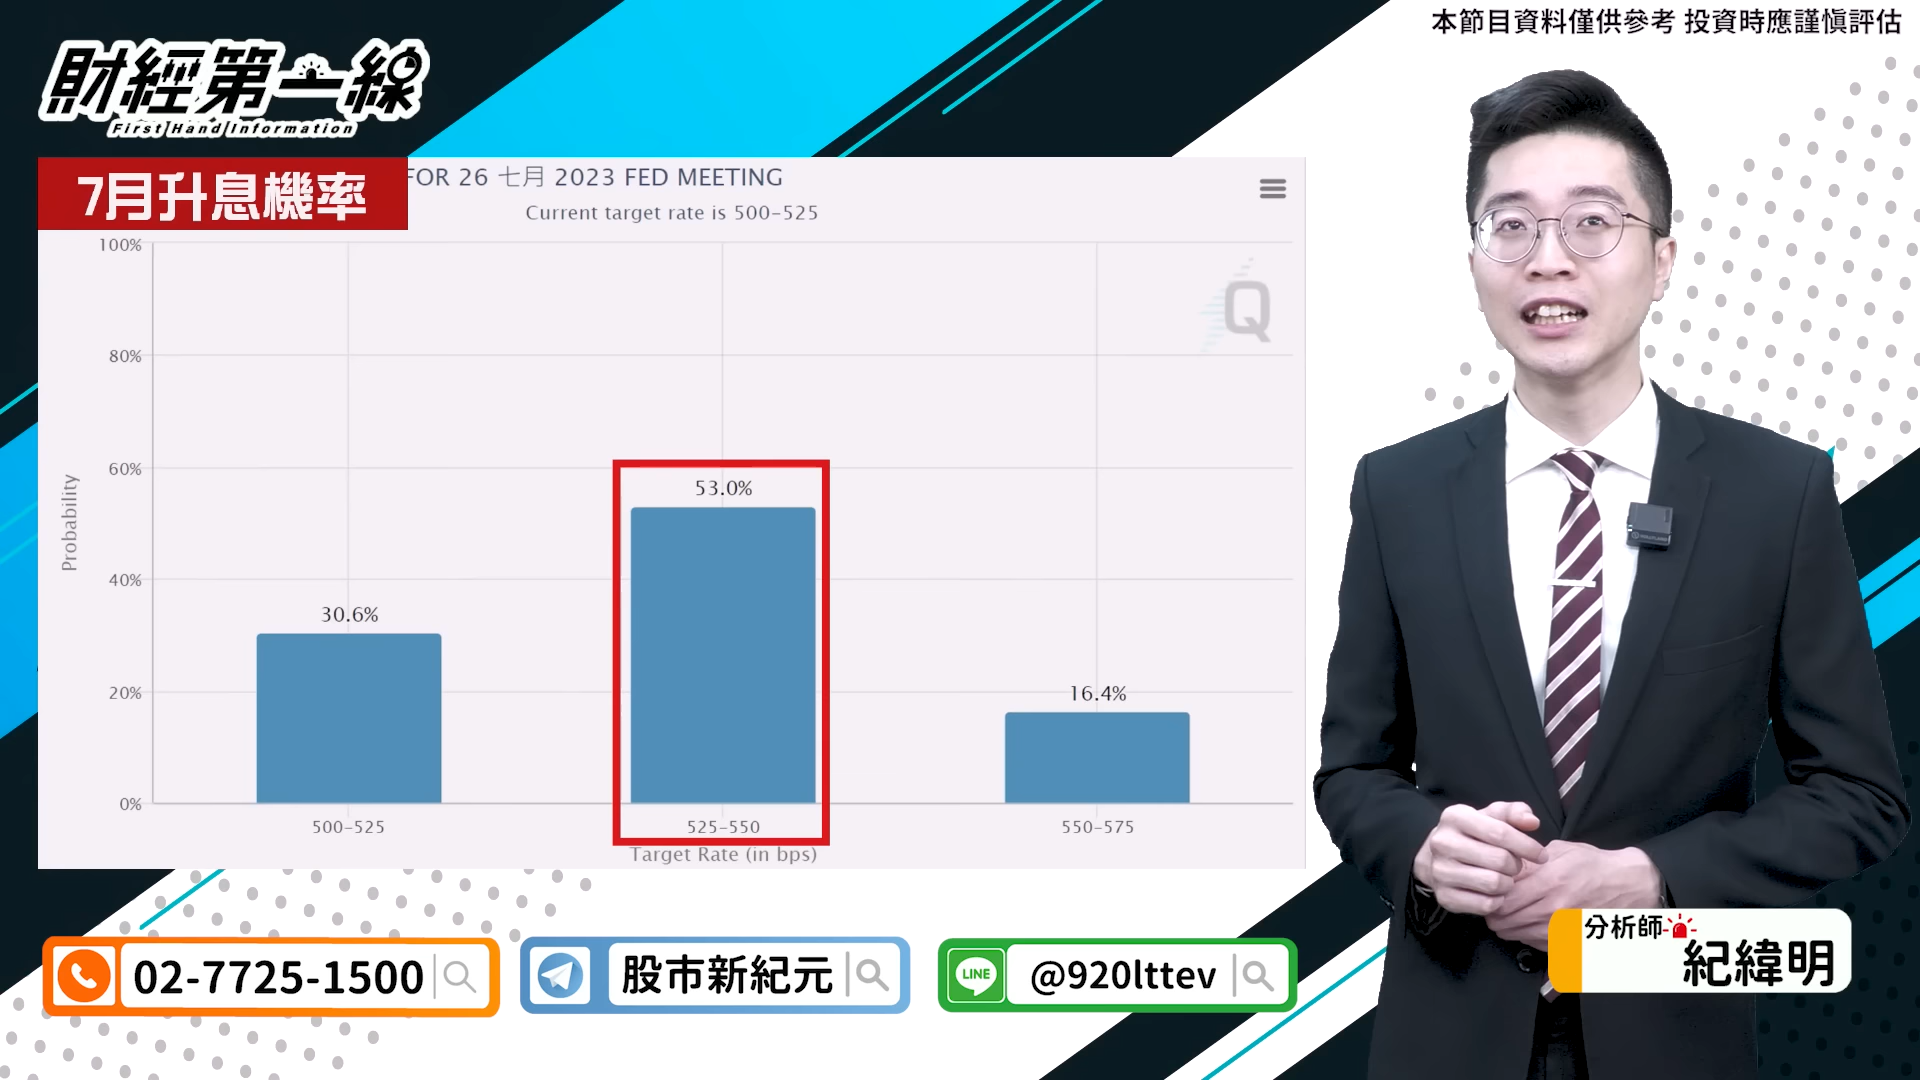 本節目資料僅供參考 投資時應謹慎評估
財經第一線
First Hand Information
7月升息機率
FOR 26 七月 2023 FED MEETING
Current target rate is 500-525
100%
80%
60%
40%
20%
0%
Probability
Q
30.6%
53.0%
16.4%
500-525
525-550
550-575
Target Rate (in bps)
02-7725-1500
股市新紀元
LINE
@920lttev
分析師
紀緯明